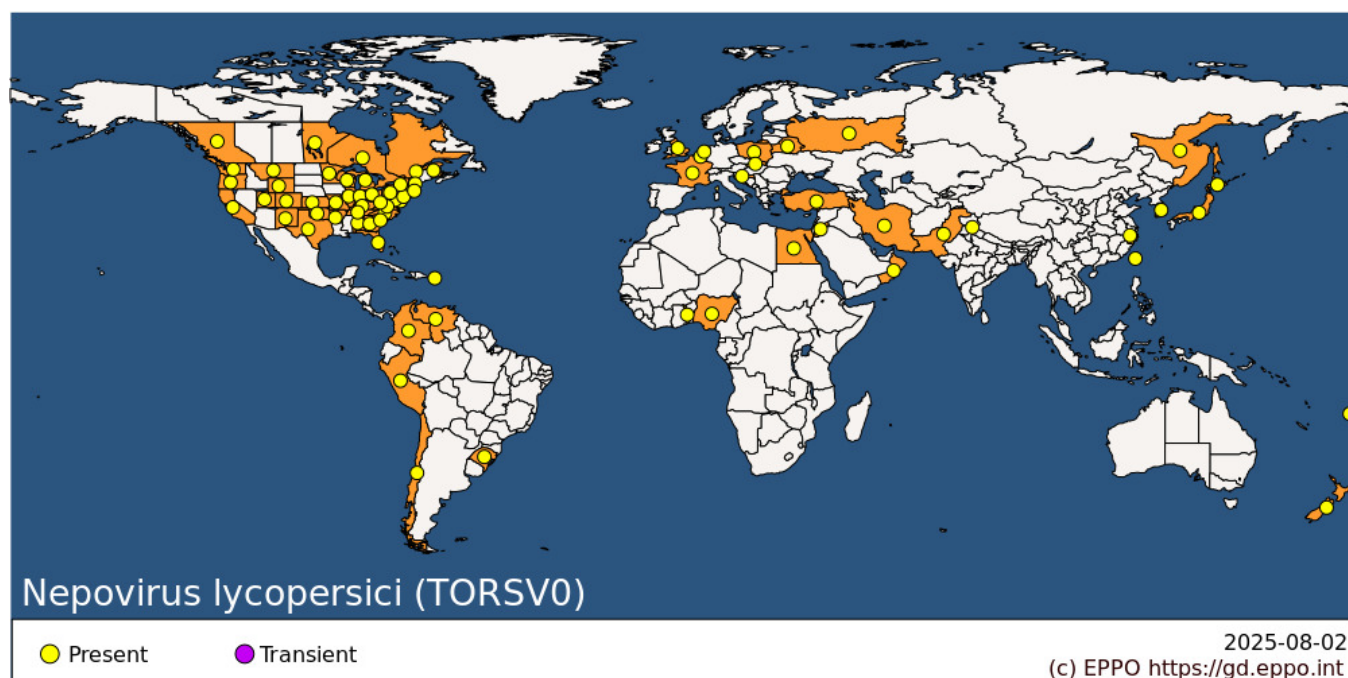 Nepovirus lycopersici (TORSV0)
Present
Transient
2025-08-02
(c) EPPO https://gd.eppo.int